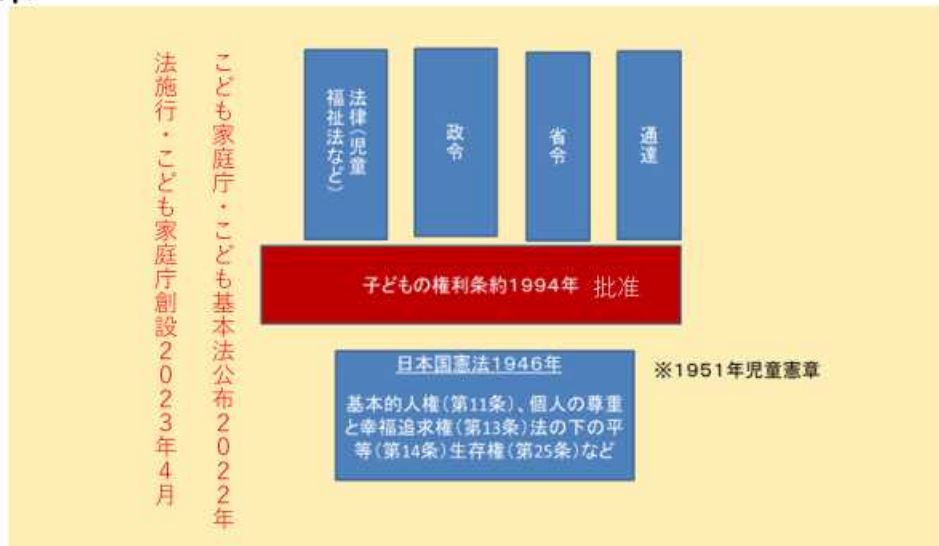 こども家庭庁・こども基本法公布2022年
法施行・こども家庭庁創設2023年4月
法律(児童
福祉法など)
政令
省令
通達
子どもの権利条約1994年 批准
日本国憲法1946年
基本的人権(第11条)、個人の尊重
と幸福追求権(第13条)法の下の平
等(第14条)生存権(第25条)など
※1951年児童憲章